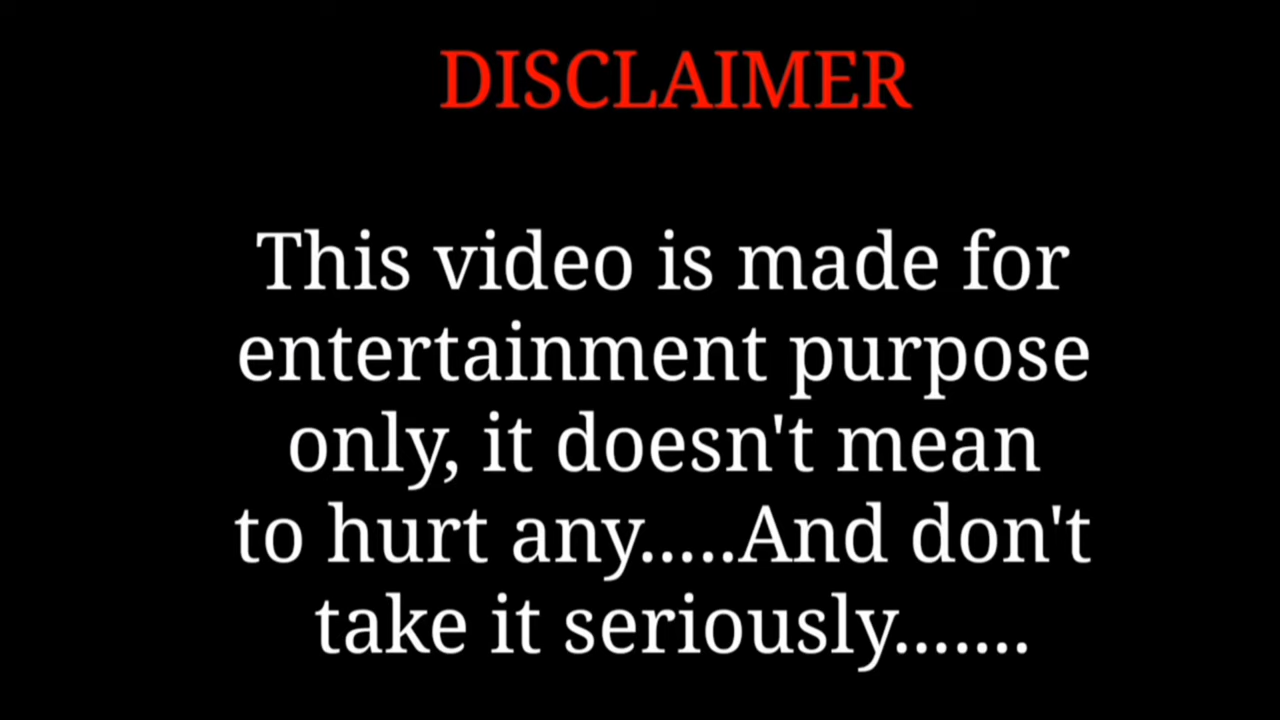 DISCLAIMER
This video is made for
entertainment purpose
only, it doesn't mean
to hurt any.....And don't
take it seriously.......